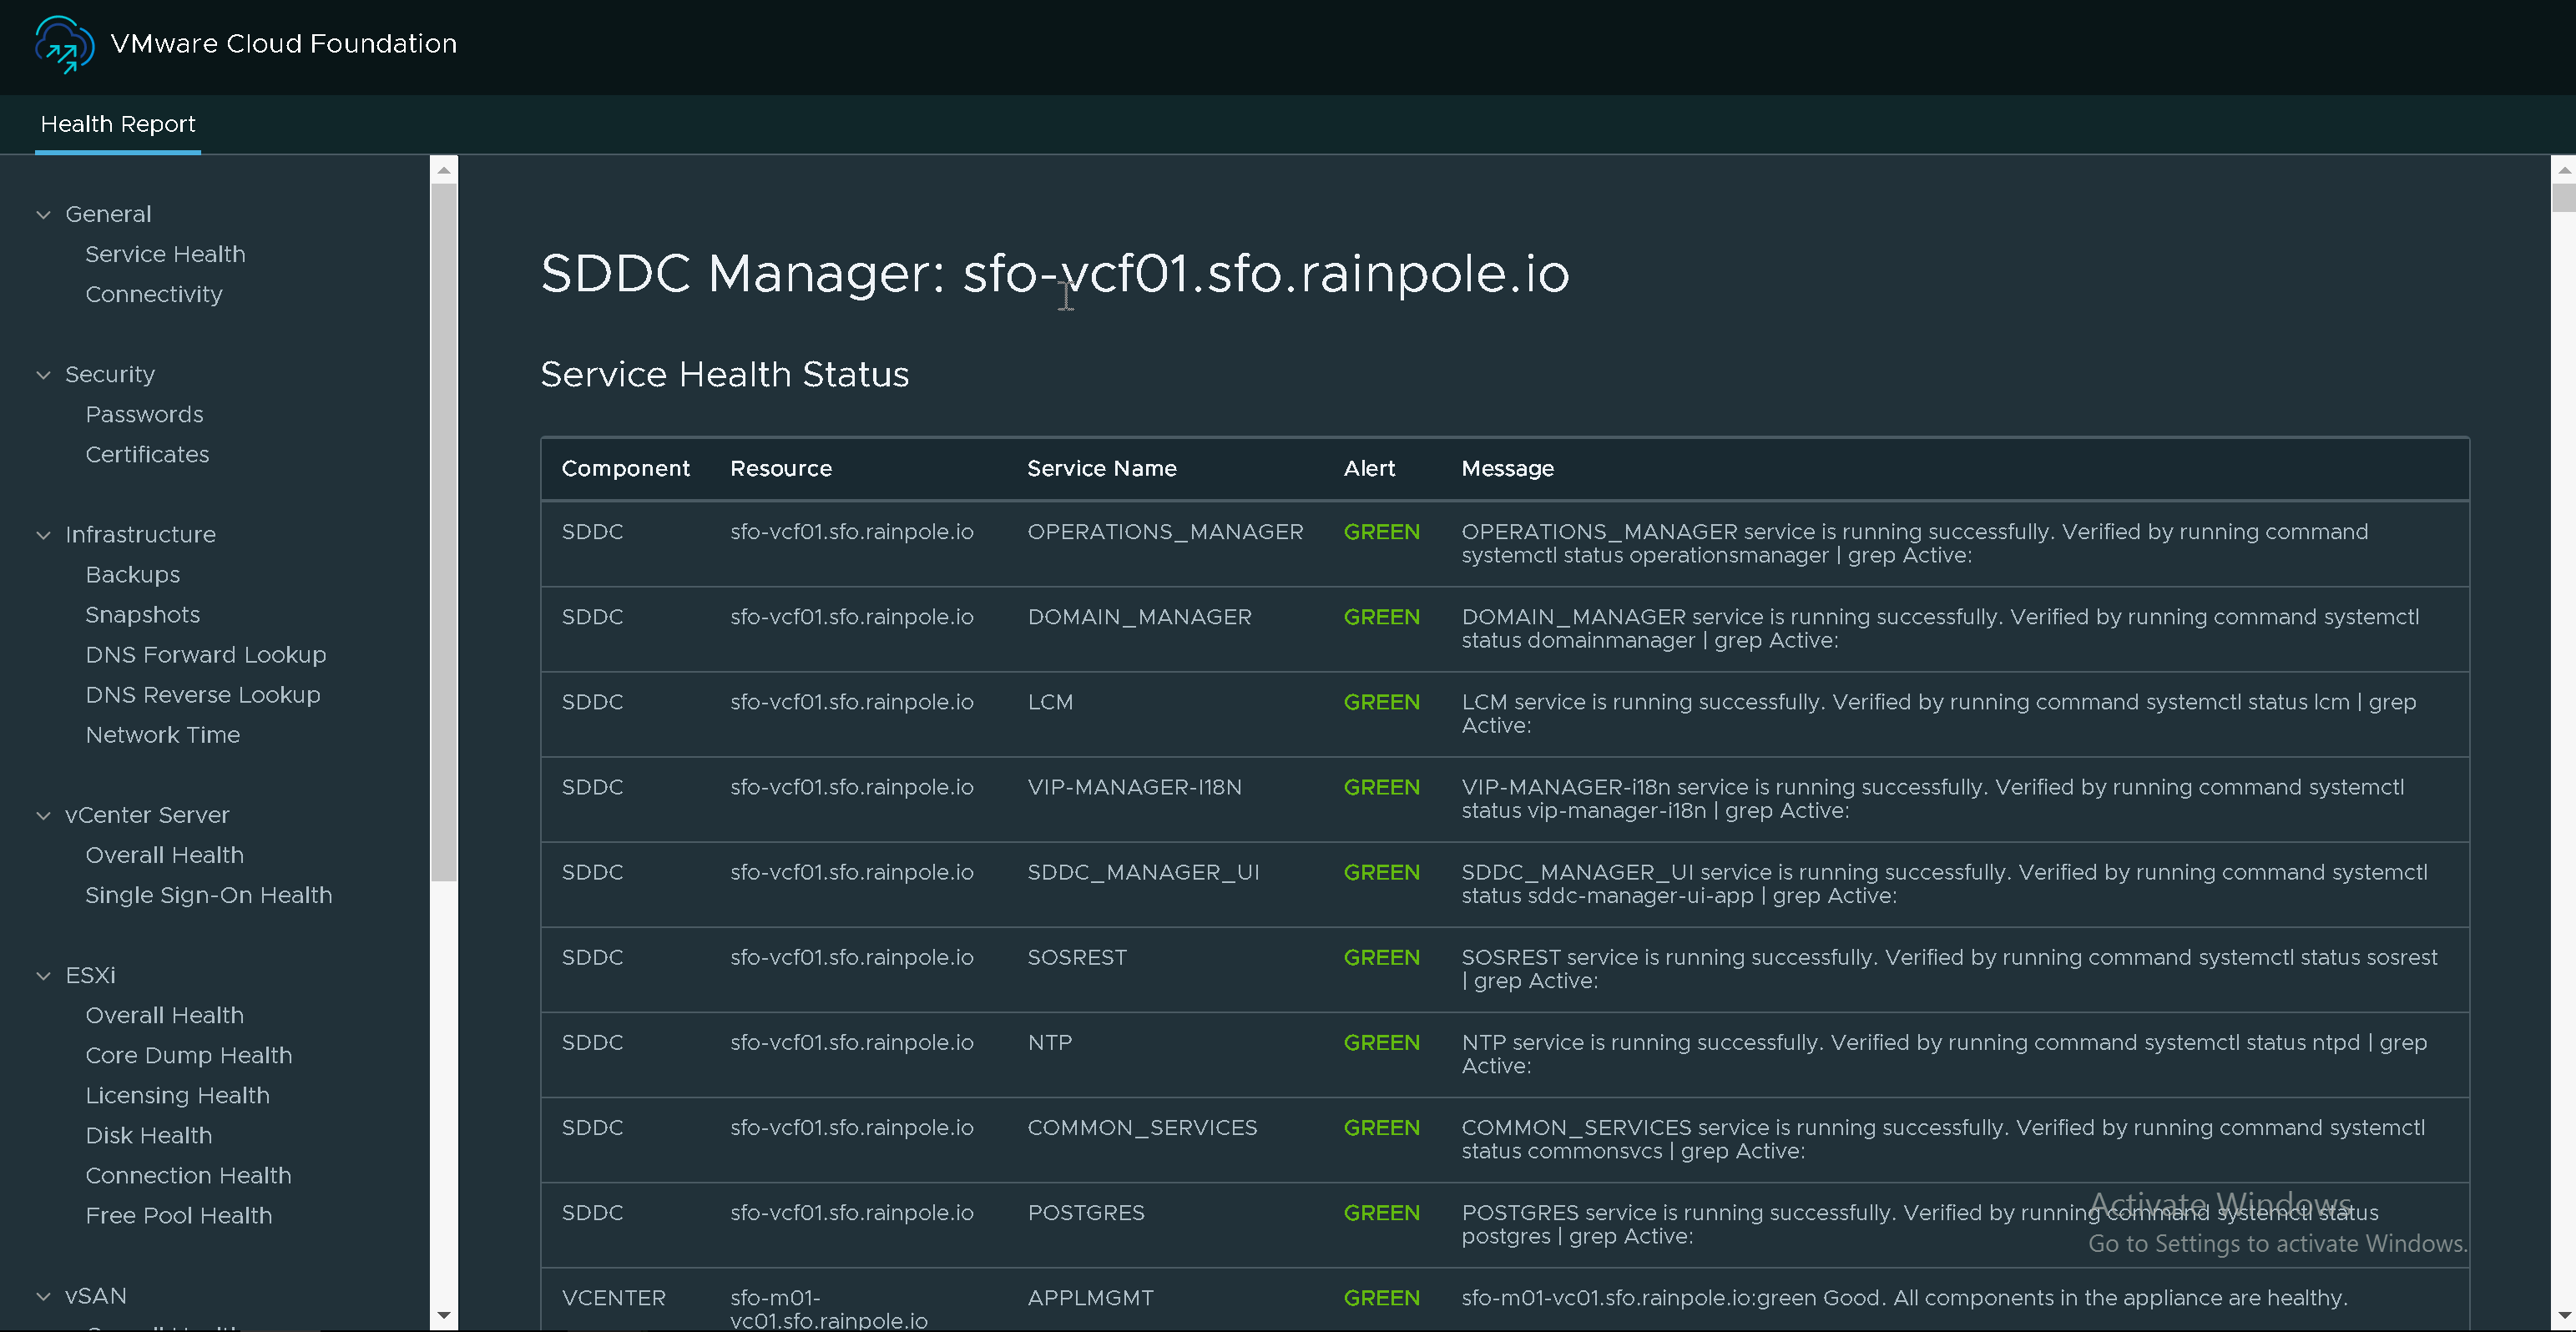 VMware Cloud Foundation
Health Report
General
Service Health
Connectivity
Security
Passwords
Certificates
Infrastructure
Backups
Snapshots
DNS Forward Lookup
DNS Reverse Lookup
Network Time
vCenter Server
Overall Health
Single Sign-On Health
ESXi
Overall Health
Core Dump Health
Licensing Health
Disk Health
Connection Health
Free Pool Health
vSAN
SDDC Manager: sfo-vcf01.sfo.rainpole.io
Service Health Status
Component Resource Service Name Alert Message
SDDC sfo-vcf01.sfo.rainpole.io OPERATIONS_MANAGER GREEN OPERATIONS_MANAGER service is running successfully. Verified by running command
systemctl status operationsmanager | grep Active:
SDDC sfo-vcf01.sfo.rainpole.io DOMAIN_MANAGER GREEN DOMAIN_MANAGER service is running successfully. Verified by running command systemctl
status domainmanager | grep Active:
SDDC sfo-vcf01.sfo.rainpole.io LCM GREEN LCM service is running successfully. Verified by running command systemctl status lcm | grep
Active:
SDDC sfo-vcf01.sfo.rainpole.io VIP-MANAGER-I18N GREEN VIP-MANAGER-i18n service is running successfully. Verified by running command systemctl
status vip-manager-i18n | grep Active:
SDDC sfo-vcf01.sfo.rainpole.io SDDC_MANAGER_UI GREEN SDDC_MANAGER_UI service is running successfully. Verified by running command systemctl
status sddc-manager-ui-app | grep Active:
SDDC sfo-vcf01.sfo.rainpole.io SOSREST GREEN SOSREST service is running successfully. Verified by running command systemctl status sosrest
| grep Active:
SDDC sfo-vcf01.sfo.rainpole.io NTP GREEN NTP service is running successfully. Verified by running command systemctl status ntpd | grep
Active:
SDDC sfo-vcf01.sfo.rainpole.io COMMON_SERVICES GREEN COMMON_SERVICES service is running successfully. Verified by running command systemctl
status commonsvcs | grep Active:
SDDC sfo-vcf01.sfo.rainpole.io POSTGRES GREEN POSTGRES service is running successfully. Verified by running command systemctl status
postgres | grep Active:
VCENTER sfo-m01- APPLMGMT GREEN sfo-m01-vc01.sfo.rainpole.io:green Good. All components in the appliance are healthy.
vc01.sfo.rainpole.io
Activate Windows
Go to Settings to activate Windows.